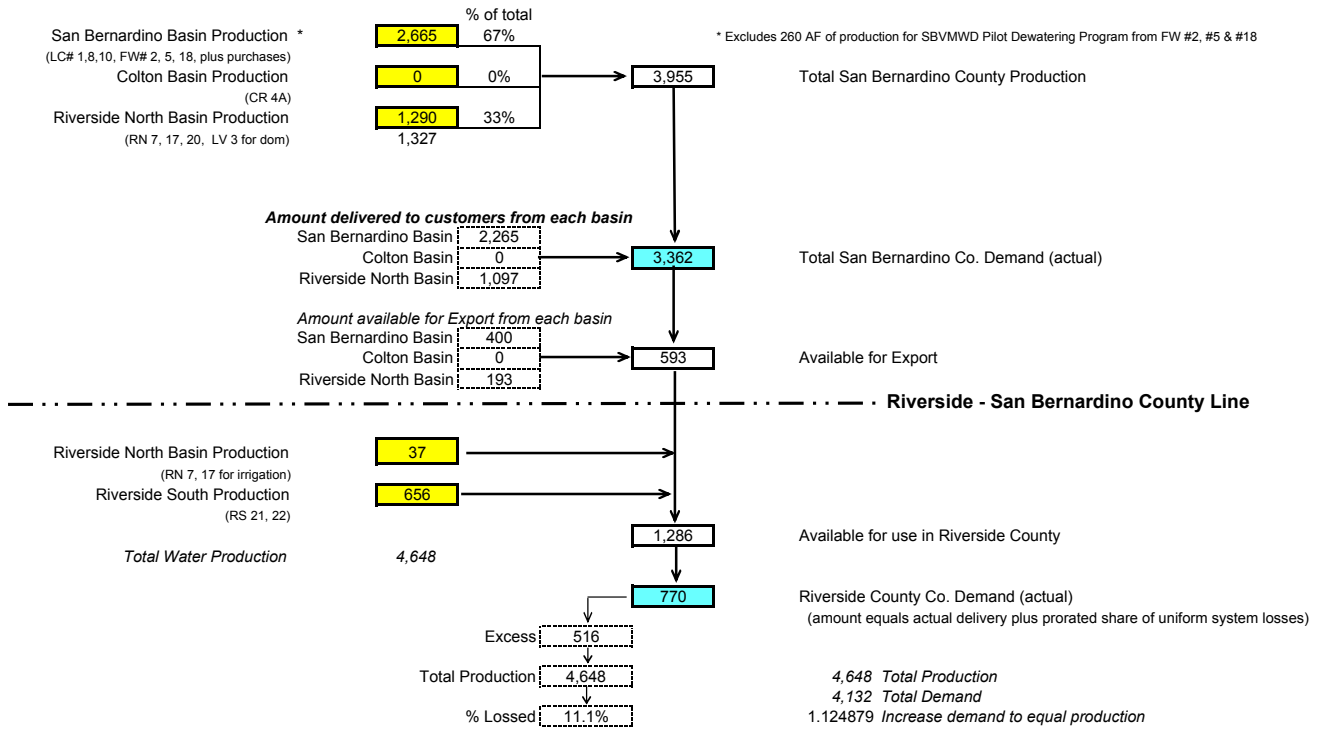 % of total
San Bernardino Basin Production * 2,665 67% * Excludes 260 AF of production for SBVMWD Pilot Dewatering Program from FW #2, #5 & #18
(LC# 1,8,10, FW# 2, 5, 18, plus purchases)
Colton Basin Production 0 0% 3,955 Total San Bernardino County Production
(CR 4A)
Riverside North Basin Production 1,290 33%
(RN 7, 17, 20, LV 3 for dom) 1,327
Amount delivered to customers from each basin
San Bernardino Basin 2,265
Colton Basin 0 3,362 Total San Bernardino Co. Demand (actual)
Riverside North Basin 1,097
Amount available for Export from each basin
San Bernardino Basin 400
Colton Basin 0 593 Available for Export
Riverside North Basin 193
Riverside - San Bernardino County Line
Riverside North Basin Production 37
(RN 7, 17 for irrigation)
Riverside South Production 656
(RS 21, 22)
1,286 Available for use in Riverside County
Total Water Production 4,648
770 Riverside County Co. Demand (actual)
(amount equals actual delivery plus prorated share of uniform system losses)
Excess 516
Total Production 4,648 4,648 Total Production
4,132 Total Demand
% Lossed 11.1% 1.124879 Increase demand to equal production